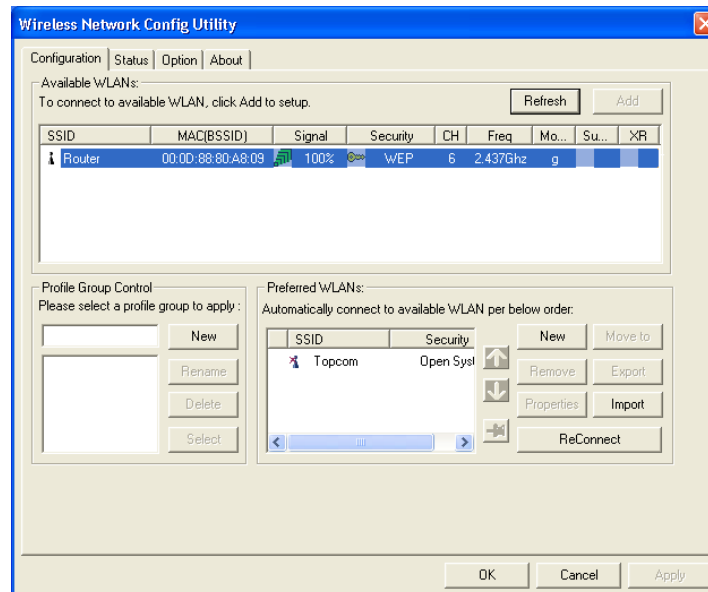 Wireless Network Config Utility
Configuration Status Option About
Available WLANs:
To connect to available WLAN, click Add to setup.
Refresh Add
SSID MAC(BSSID) Signal Security CH Freq Mo... Su... XR
Router 00:0D:88:80:A8:09 100% WEP 6 2.437Ghz g
Profile Group Control
Please select a profile group to apply :
New
Rename
Delete
Select
Preferred WLANs:
Automatically connect to available WLAN per below order:
SSID Security
Topcom Open Syst
New Move to
Remove Export
Properties Import
ReConnect
OK Cancel Apply